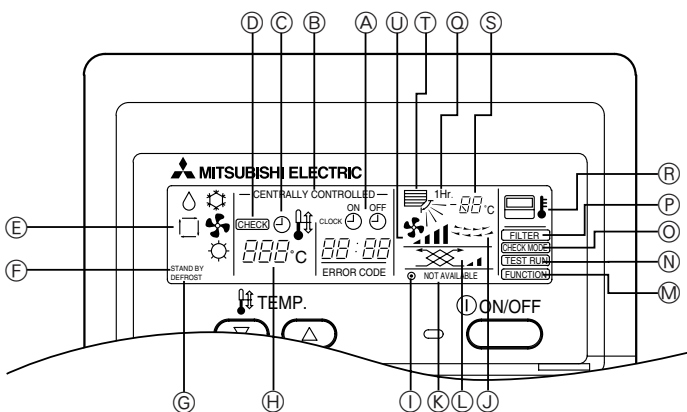 Ⓓ Ⓒ Ⓑ Ⓐ Ⓤ Ⓣ Ⓠ Ⓢ
MITSUBISHI ELECTRIC
CENTRALLY CONTROLLED
1Hr.
ON OFF
CHECK
CLOCK
88 °C
888 °C
88:88
ERROR CODE
STAND BY
DEFROST
NOT AVAILABLE
FILTER
CHECK MODE
TEST RUN
FUNCTION
Ⓔ
Ⓕ
Ⓡ
Ⓟ
Ⓞ
Ⓝ
Ⓜ
TEMP.
ON/OFF
Ⓖ Ⓗ Ⓘ Ⓚ Ⓛ Ⓙ